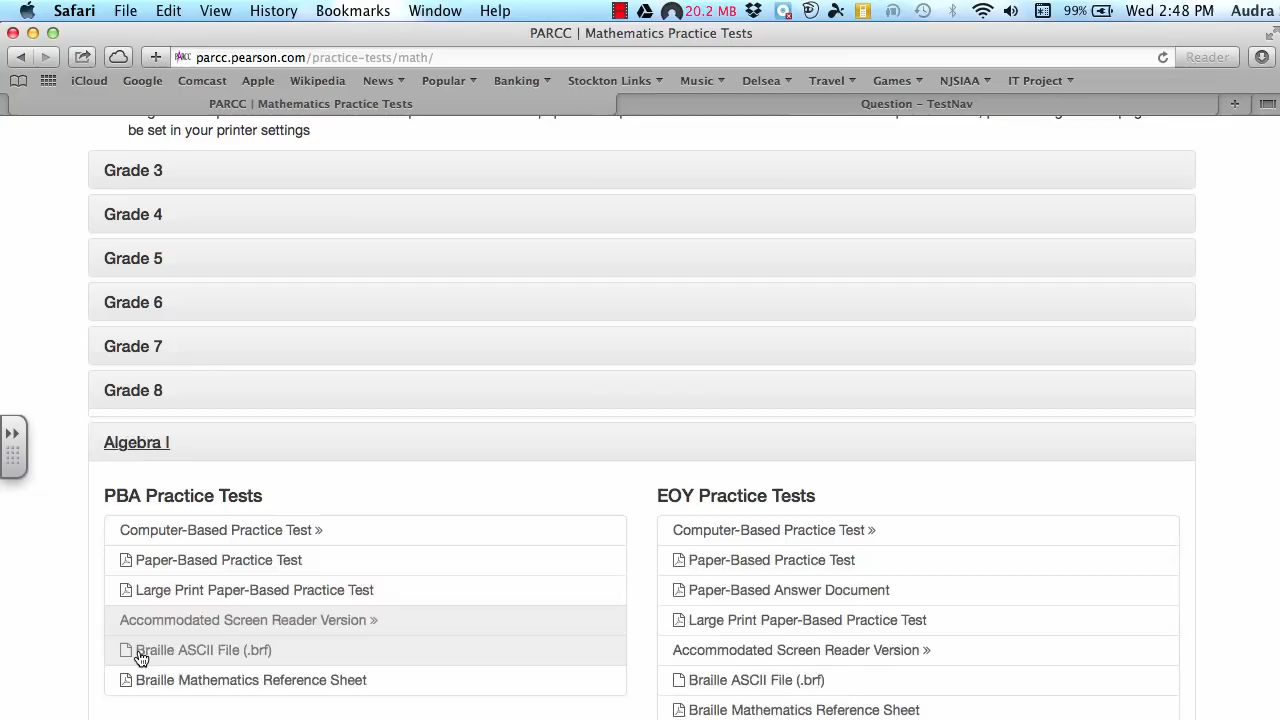 Safari File Edit View History Bookmarks Window Help 20.2 MB 99% Wed 2:48 PM Audra
PARCC | Mathematics Practice Tests
parcc.pearson.com/practice-tests/math/ Reader
iCloud Google Comcast Apple Wikipedia News Popular Banking Stockton Links Music Delsea Travel Games NJSIAA IT Project
PARCC | Mathematics Practice Tests Question – TestNav
be set in your printer settings
Grade 3
Grade 4
Grade 5
Grade 6
Grade 7
Grade 8
Algebra I
PBA Practice Tests
Computer-Based Practice Test »
Paper-Based Practice Test
Large Print Paper-Based Practice Test
Accommodated Screen Reader Version »
Braille ASCII File (.brf)
Braille Mathematics Reference Sheet
EOY Practice Tests
Computer-Based Practice Test »
Paper-Based Practice Test
Paper-Based Answer Document
Large Print Paper-Based Practice Test
Accommodated Screen Reader Version »
Braille ASCII File (.brf)
Braille Mathematics Reference Sheet